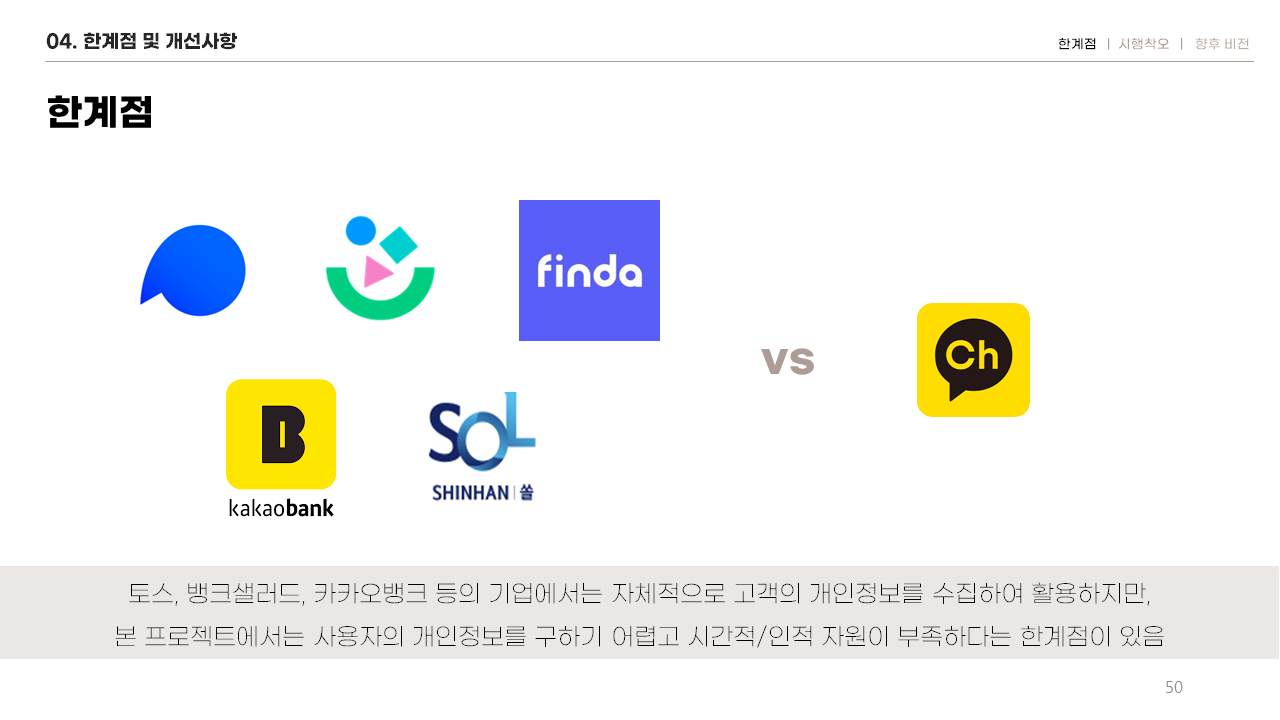 04. 한계점 및 개선사항
한계점 | 시행착오 | 향후 비전
한계점
finda
vs
Ch
B
kakaobank
SOL
SHINHAN | 쏠
토스, 뱅크샐러드, 카카오뱅크 등의 기업에서는 자체적으로 고객의 개인정보를 수집하여 활용하지만,
본 프로젝트에서는 사용자의 개인정보를 구하기 어렵고 시간적/인적 자원이 부족하다는 한계점이 있음
50